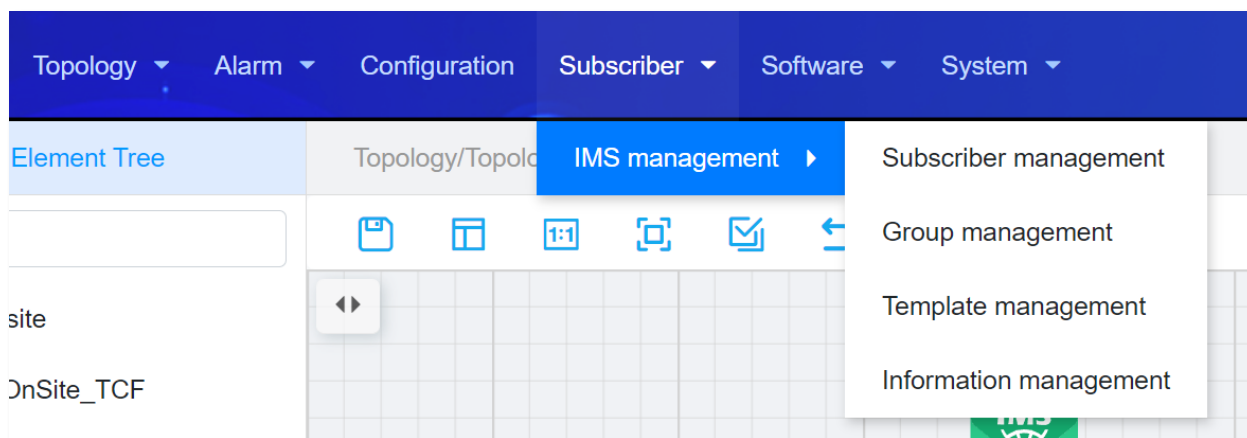 Topology Alarm Configuration Subscriber Software System
Element Tree
Topology/Topolo
IMS management
Subscriber management
1:1
Group management
site
Template management
OnSite_TCF
Information management
IMS